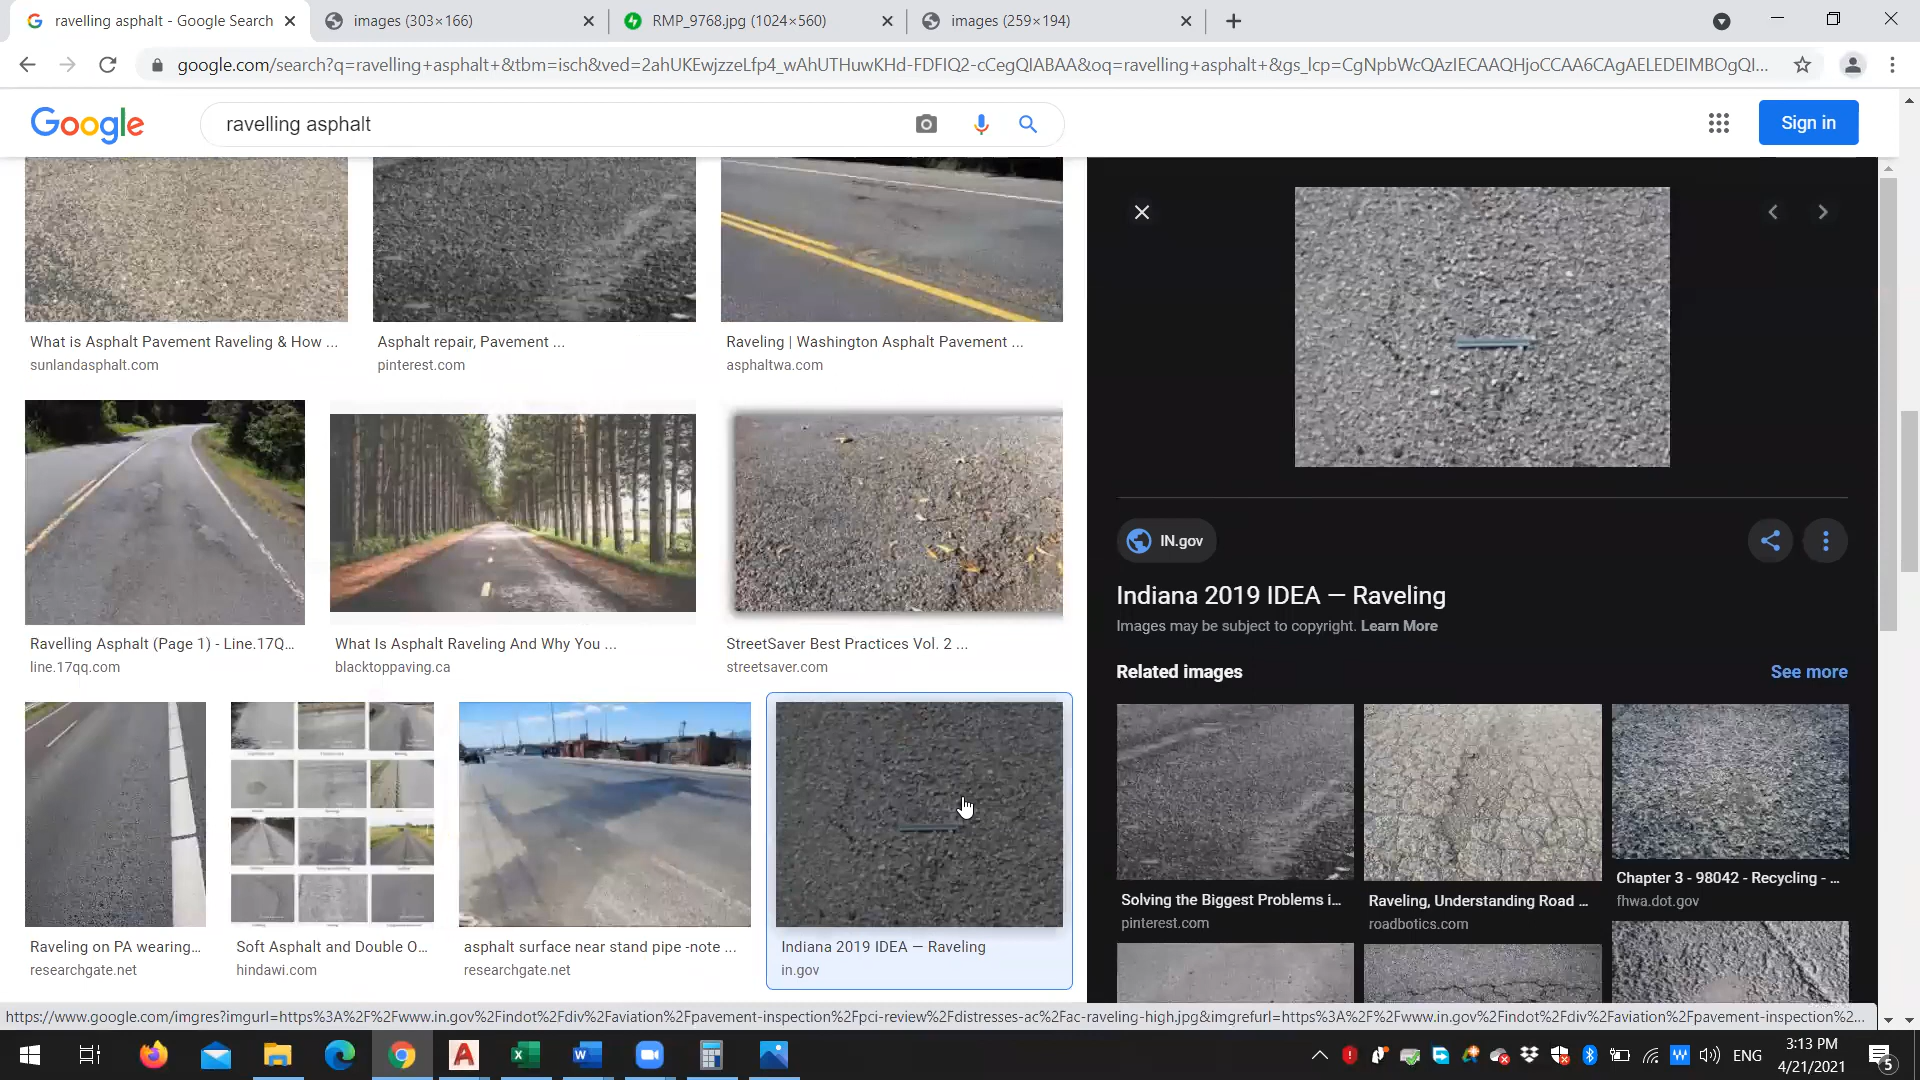 ravelling asphalt - Google Search
images (303×166)
RMP_9768.jpg (1024×560)
images (259×194)
google.com/search?q=ravelling+asphalt+&tbm=isch&ved=2ahUKEwjzzeLfp4_wAhUTHuwKHd-FDFIQ2-cCegQIABAA&oq=ravelling+asphalt+&gs_lcp=CgNpbWcQAzIECAAQHjoCCAA6CAgAELEDEIMBOgQI...
Google
ravelling asphalt
Sign in
What is Asphalt Pavement Raveling & How ...
sunlandasphalt.com
Asphalt repair, Pavement ...
pinterest.com
Raveling | Washington Asphalt Pavement ...
asphaltwa.com
Ravelling Asphalt (Page 1) - Line.17Q...
line.17qq.com
What Is Asphalt Raveling And Why You ...
blacktoppaving.ca
StreetSaver Best Practices Vol. 2 ...
streetsaver.com
Raveling on PA wearing...
researchgate.net
Soft Asphalt and Double O...
hindawi.com
asphalt surface near stand pipe -note ...
researchgate.net
Indiana 2019 IDEA — Raveling
in.gov
IN.gov
Indiana 2019 IDEA — Raveling
Images may be subject to copyright. Learn More
Related images
See more
Solving the Biggest Problems i...
pinterest.com
Raveling, Understanding Road ...
roadbotics.com
Chapter 3 - 98042 - Recycling - ...
fhwa.dot.gov
https://www.google.com/imgres?imgurl=https%3A%2F%2Fwww.in.gov%2Findot%2Fdiv%2Faviation%2Fpavement-inspection%2Fpci-review%2Fdistresses-ac%2Fac-raveling-high.jpg&imgrefurl=https%3A%2F%2Fwww.in.gov%2Findot%2Fdiv%2Faviation%2Fpavement-inspection%2...
ENG
3:13 PM
4/21/2021
5